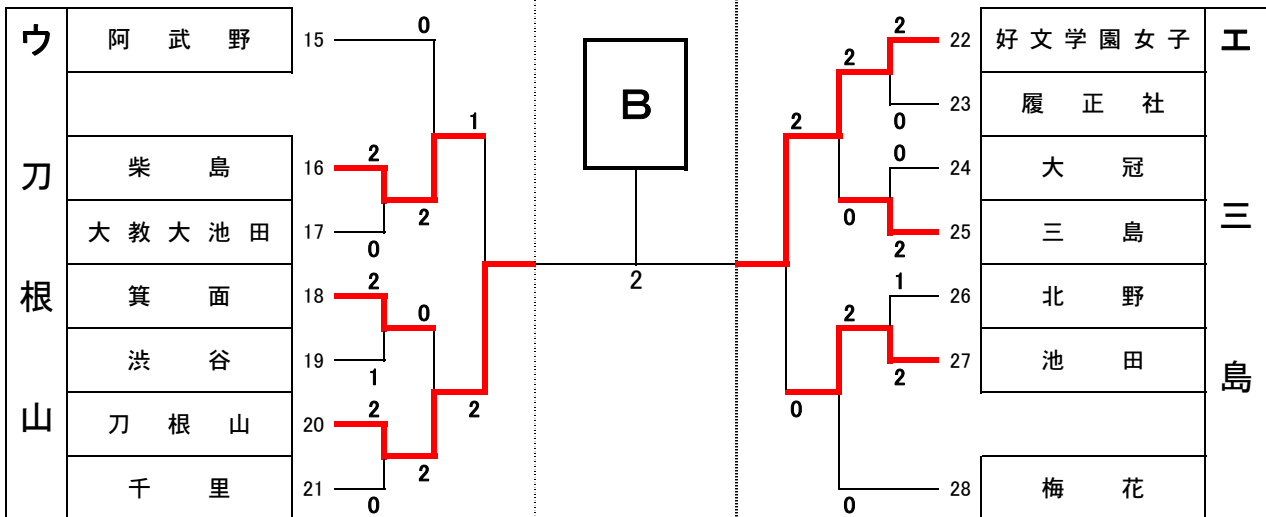 ウ 刀 根 山
阿武野 15 0
柴島 16 2
大教大池田 17 0
箕面 18 2
渋谷 19 1
刀根山 20 2
千里 21 0
2
1
0
2
2
B
2
2
2
0
2
0
0
2 22 好文学園女子
0 23 履正社
0 24 大冠
2 25 三島
1 26 北野
2 27 池田
28 梅花
エ 三 島